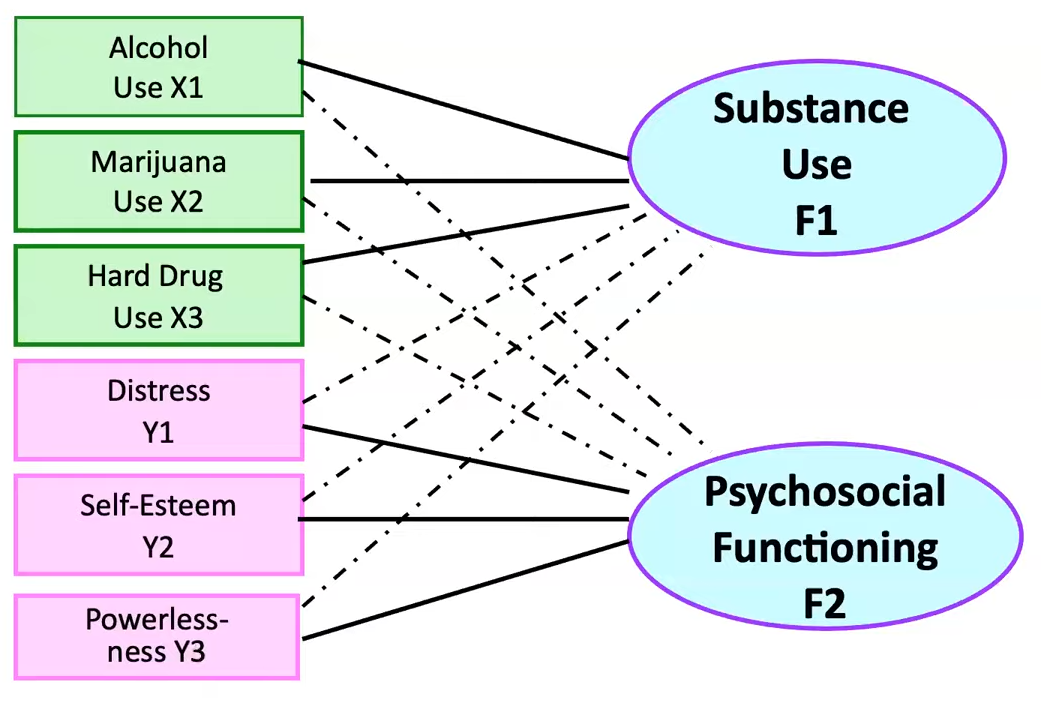 Alcohol
Use X1
Marijuana
Use X2
Hard Drug
Use X3
Distress
Y1
Self-Esteem
Y2
Powerless-
ness Y3
Substance
Use
F1
Psychosocial
Functioning
F2